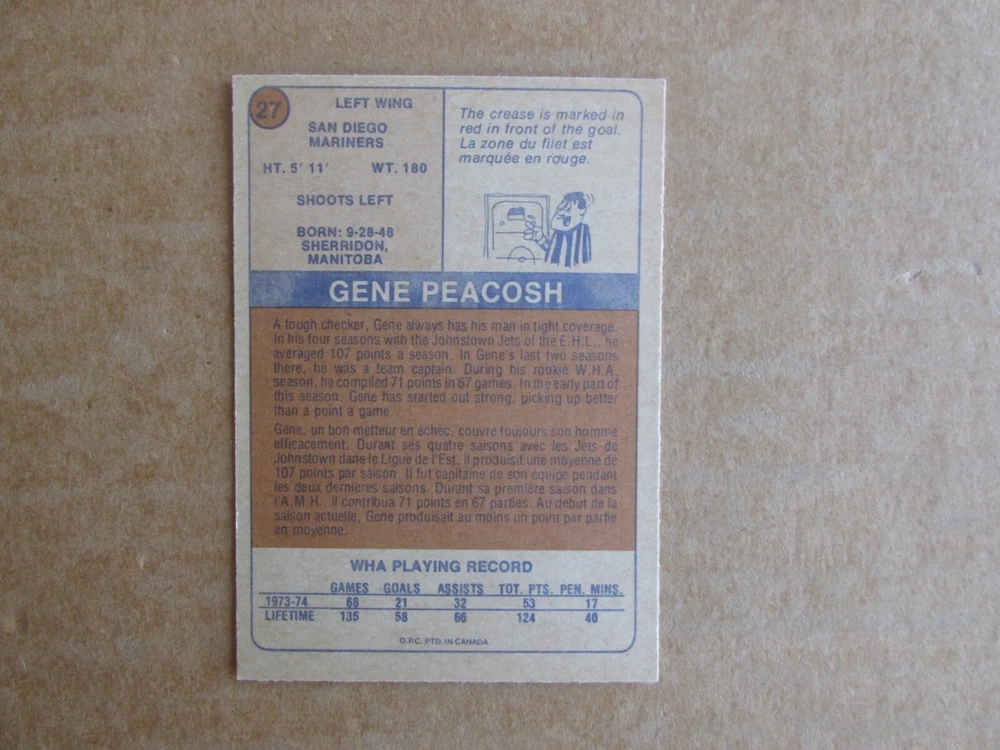 27
LEFT WING
SAN DIEGO
MARINERS
HT. 5' 11' WT. 180
SHOOTS LEFT
BORN: 9-28-48
SHERRIDON,
MANITOBA
The crease is marked in
red in front of the goal.
La zone du filet est
marquée en rouge.
GENE PEACOSH
A tough checker, Gene always has his man in tight coverage.
In his four seasons with the Johnstown Jets of the E.H.L., he
averaged 107 points a season. In Gene's last two seasons
there, he was a team captain. During his rookie W.H.A.
season, he compiled 71 points in 67 games. In the early part of
this season, Gene has started out strong, picking up better
than a point a game.
Gene, un bon metteur en échec, couvre toujours son homme
efficacement. Durant ses quatre saisons avec les Jets de
Johnstown dans le Ligue de l'Est, il produisit une moyenne de
107 points par saison. Il fut capitaine de son équipe pendant
les deux dernières saisons. Durant sa première saison dans
l'A.M.H., il contribua 71 points en 67 parties. Au début de la
saison actuelle, Gene produisait au moins un point par partie
en moyenne.
WHA PLAYING RECORD
GAMES GOALS ASSISTS TOT. PTS. PEN. MINS.
1973-74 68 21 32 53 17
LIFETIME 135 58 66 124 40
O.P.C. PTD. IN CANADA